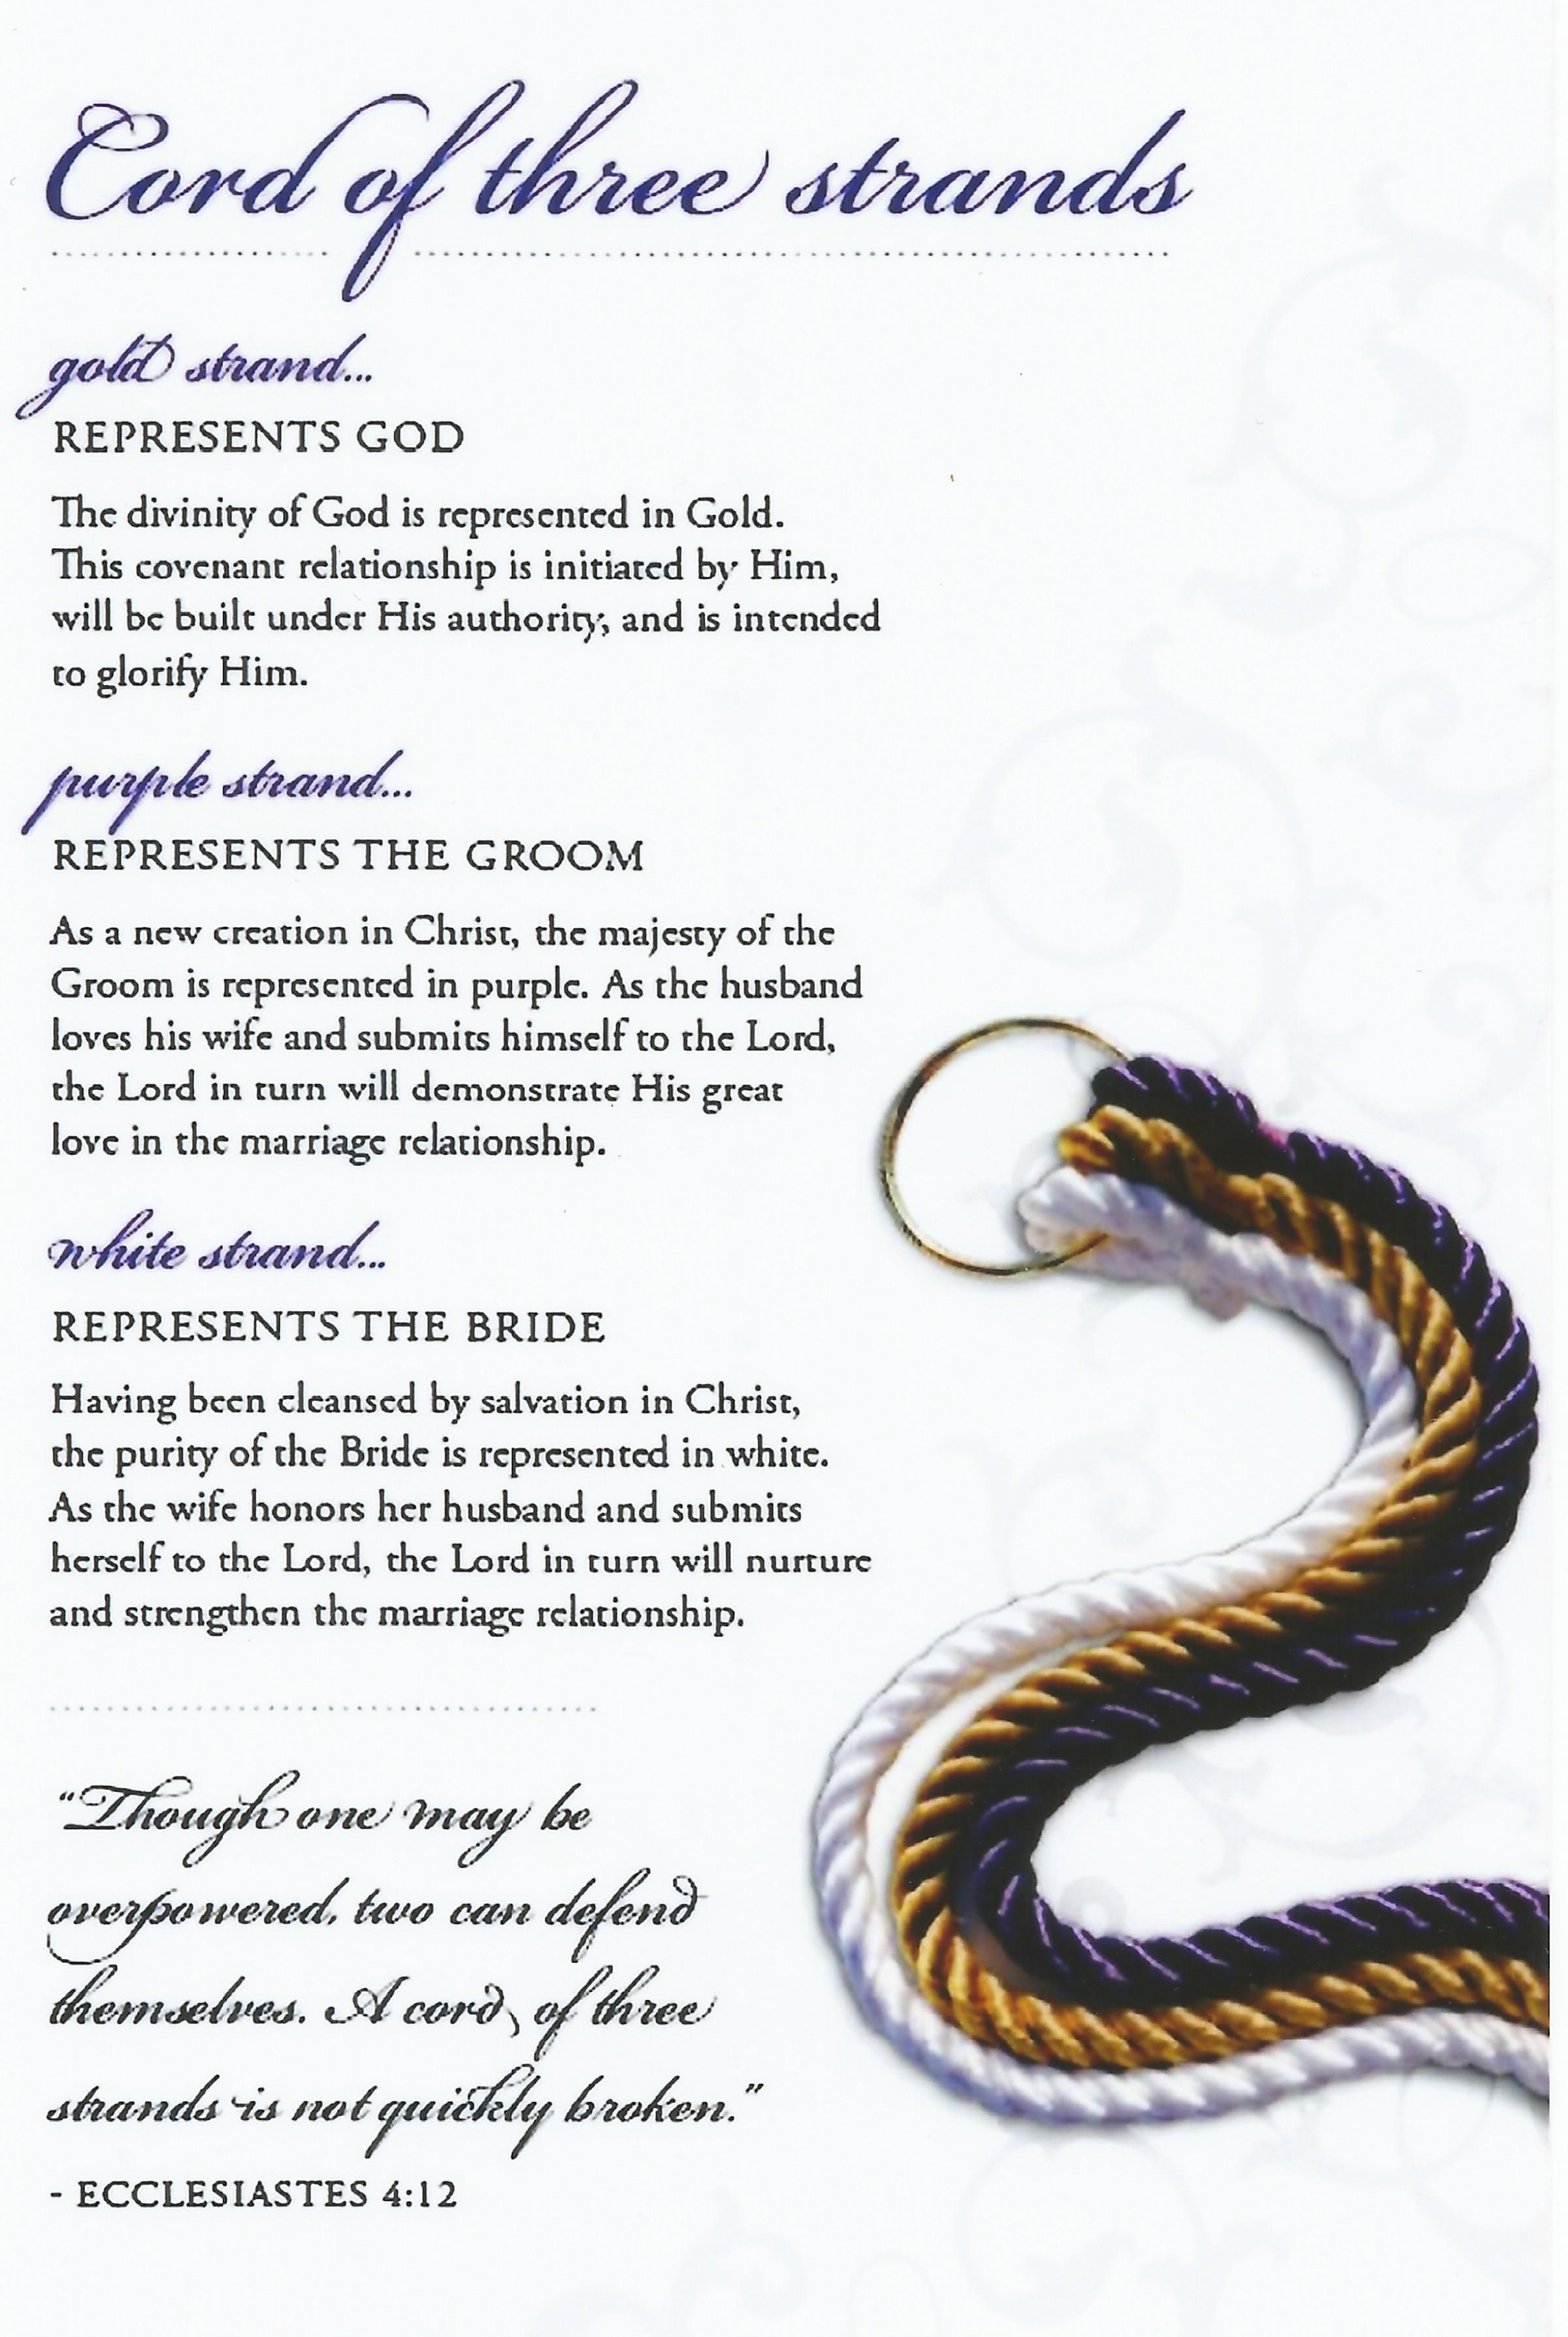 Cord of three strands
gold strand...
REPRESENTS GOD
The divinity of God is represented in Gold.
This covenant relationship is initiated by Him,
will be built under His authority, and is intended
to glorify Him.
purple strand...
REPRESENTS THE GROOM
As a new creation in Christ, the majesty of the
Groom is represented in purple. As the husband
loves his wife and submits himself to the Lord,
the Lord in turn will demonstrate His great
love in the marriage relationship.
white strand...
REPRESENTS THE BRIDE
Having been cleansed by salvation in Christ,
the purity of the Bride is represented in white.
As the wife honors her husband and submits
herself to the Lord, the Lord in turn will nurture
and strengthen the marriage relationship.
"Though one may be
overpowered, two can defend
themselves. A cord of three
strands is not quickly broken."
- ECCLESIASTES 4:12